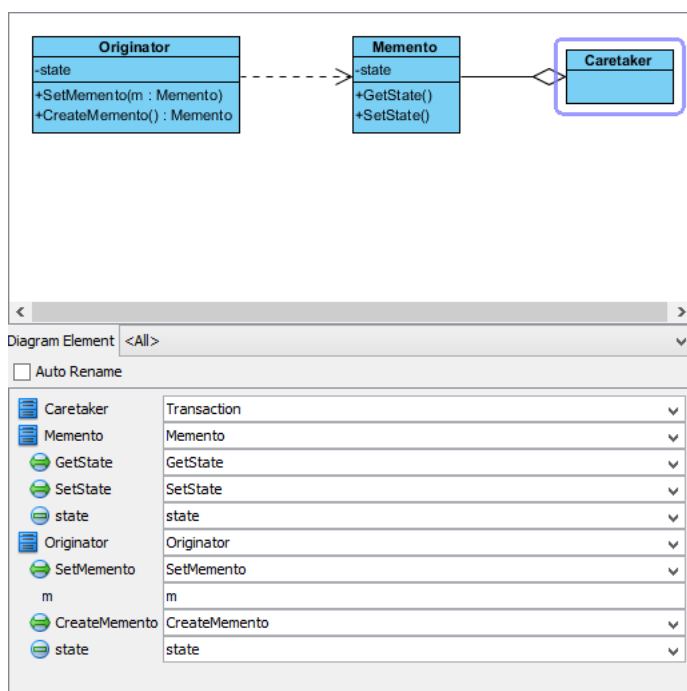 Originator
-state
+SetMemento(m : Memento)
+CreateMemento() : Memento
Memento
-state
+GetState()
+SetState()
Caretaker
Diagram Element <All>
Auto Rename
Caretaker Transaction
Memento Memento
GetState GetState
SetState SetState
state state
Originator Originator
SetMemento SetMemento
m m
CreateMemento CreateMemento
state state